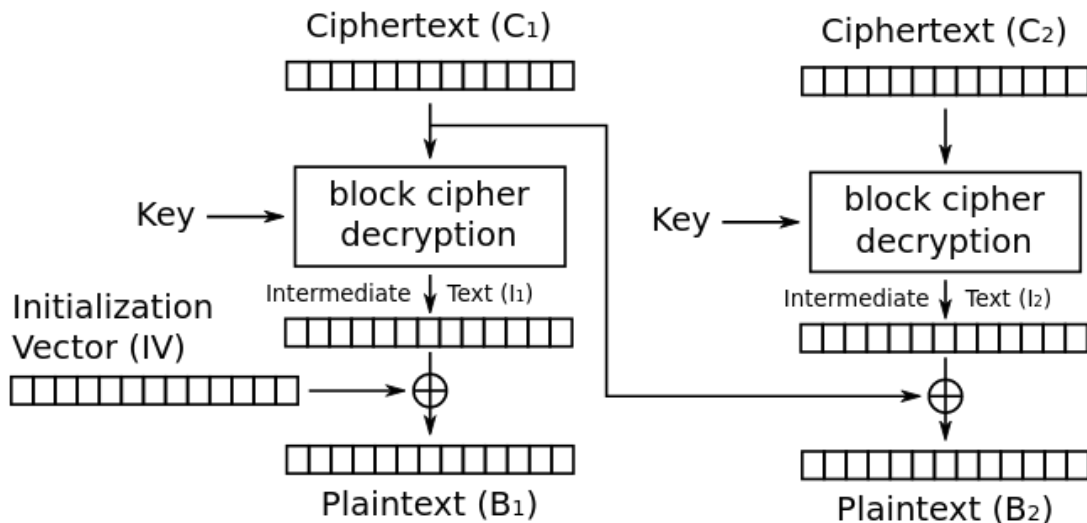 Ciphertext (C₁)
Ciphertext (C₂)
Key
block cipher
decryption
Key
block cipher
decryption
Intermediate Text (I₁)
Intermediate Text (I₂)
Initialization
Vector (IV)
Plaintext (B₁)
Plaintext (B₂)